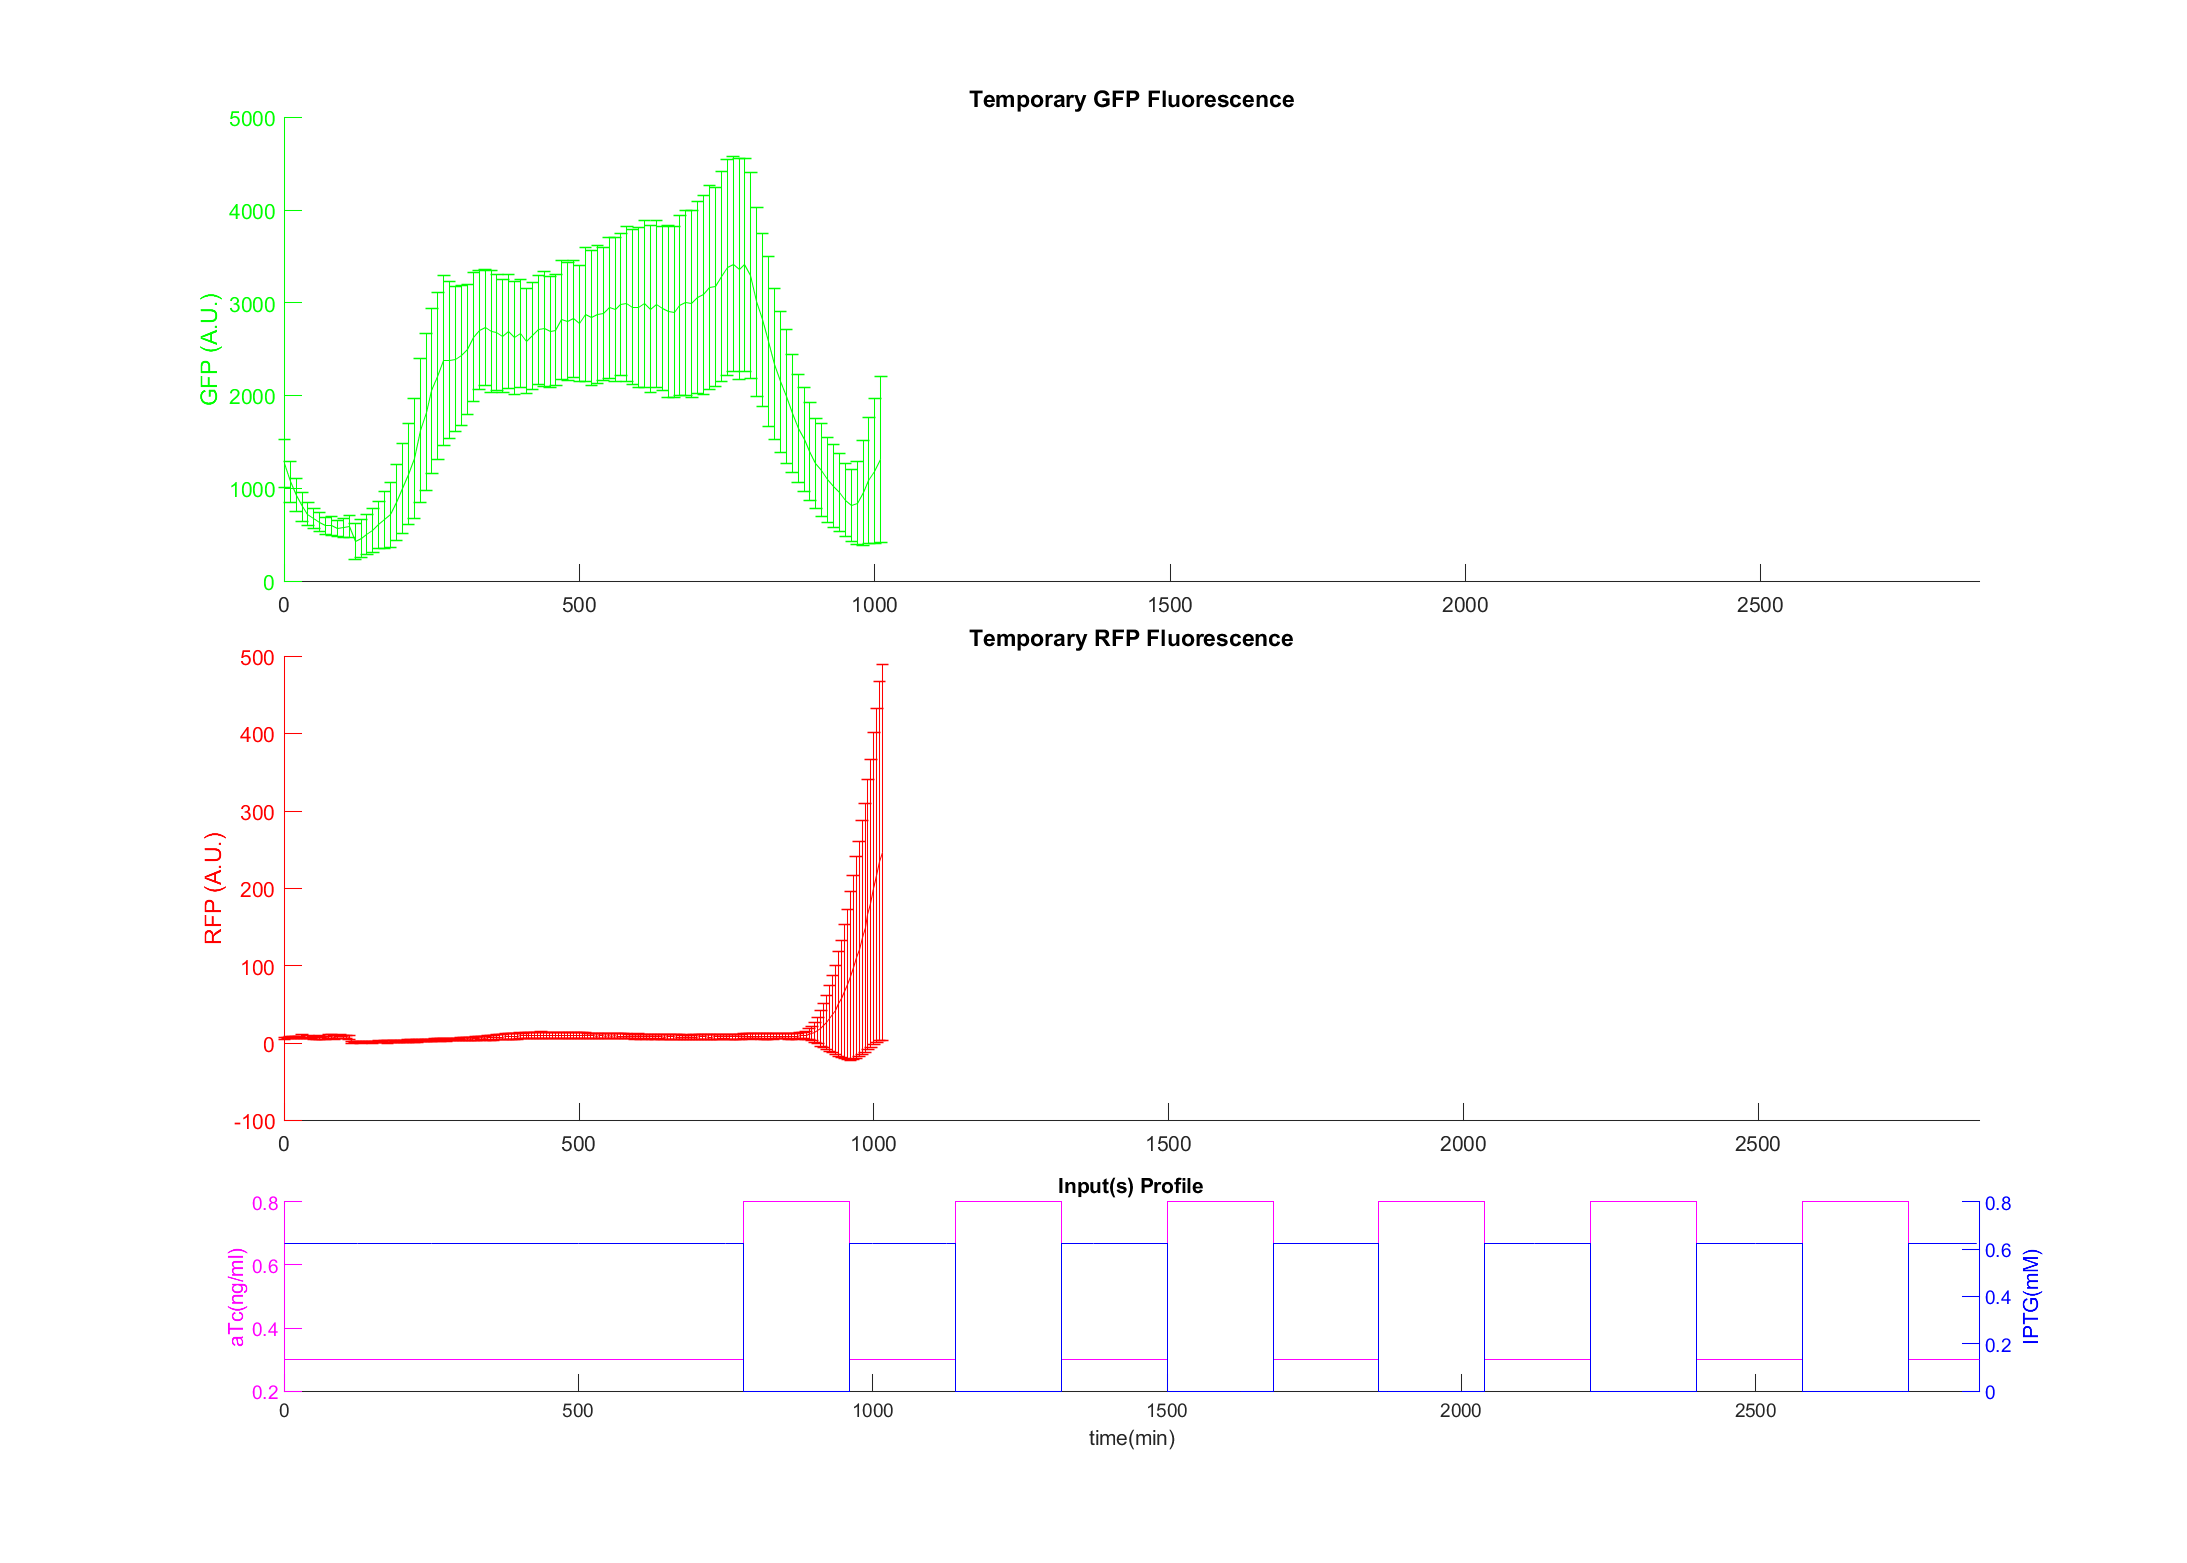 Temporary GFP Fluorescence
GFP (A.U.)
5000
4000
3000
2000
1000
0
0 500 1000 1500 2000 2500
Temporary RFP Fluorescence
RFP (A.U.)
500
400
300
200
100
0
-100
0 500 1000 1500 2000 2500
Input(s) Profile
aTc(ng/ml)
0.8
0.6
0.4
0.2
IPTG(mM)
0.8
0.6
0.4
0.2
0
0 500 1000 1500 2000 2500
time(min)